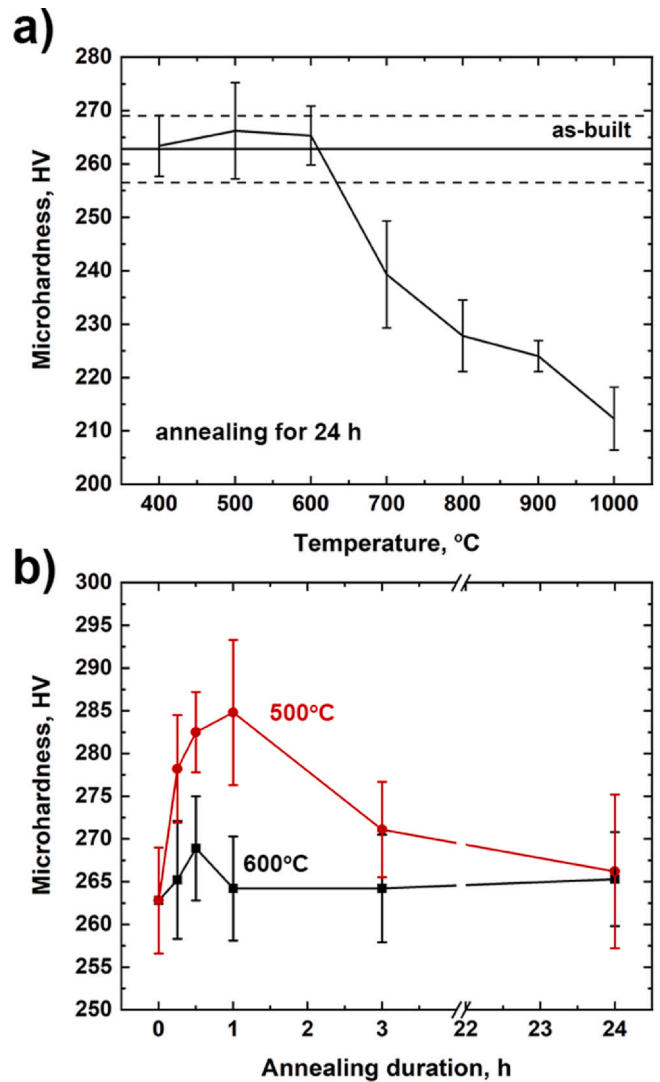 a)
280
270
260
250
240
230
220
210
200
Microhardness, HV
as-built
annealing for 24 h
400 500 600 700 800 900 1000
Temperature, °C
b)
300
295
290
285
280
275
270
265
260
255
250
Microhardness, HV
500°C
600°C
0 1 2 3 22 23 24
Annealing duration, h